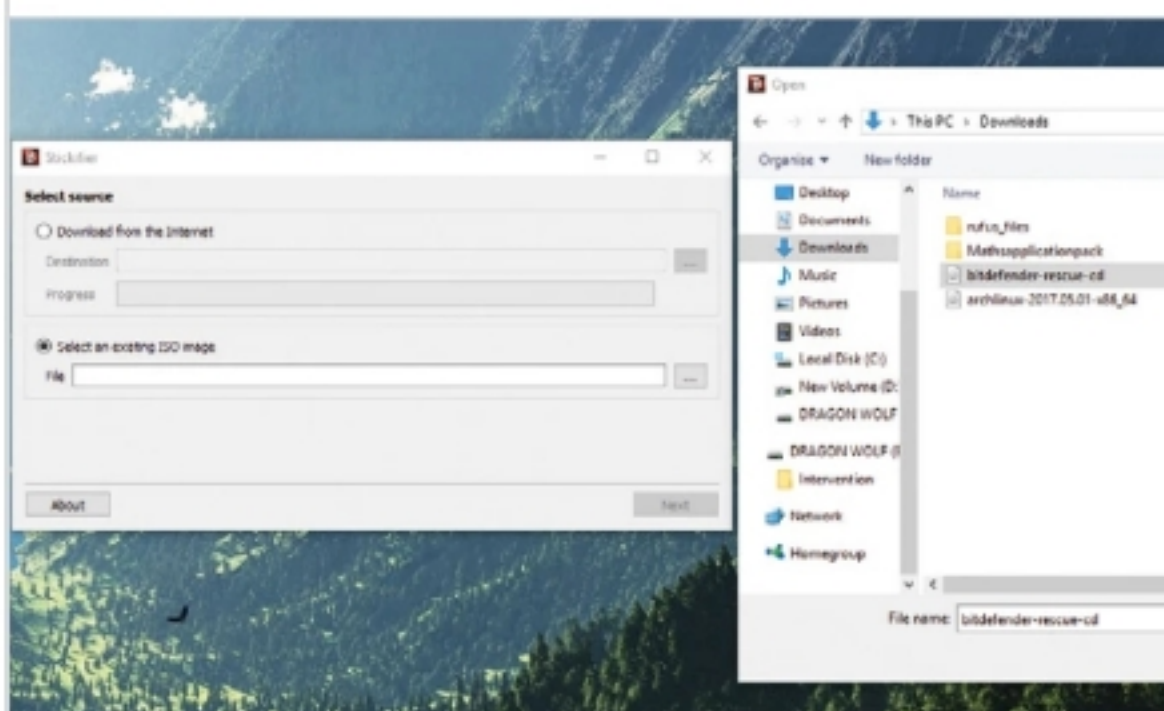 Stickifier
Select source
Download from the Internet
Destination
...
Progress
Select an existing ISO image
File
...
About
Next
Open
This PC > Downloads
Organise
New folder
Desktop
Documents
Downloads
Music
Pictures
Videos
Local Disk (C:)
New Volume (D:
DRAGON WOLF
DRAGON WOLF (
Intervention
Network
Homegroup
Name
rufus_files
Mathsapplicationpack
bitdefender-rescue-cd
archlinux-2017.05.01-x86_64
File name: bitdefender-rescue-cd